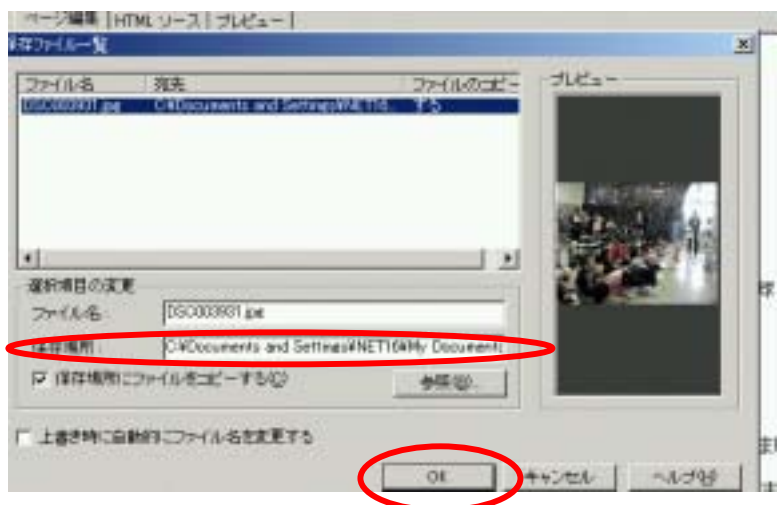 ページ編集 HTML ソース プレビュー
保存ファイル一覧
ファイル名 宛先 ファイルのコピー
DSC003931.jpg C:¥Documents and Settings¥NET16.. する
プレビュー
選択項目の変更
ファイル名: DSC003931.jpg
保存場所: C:¥Documents and Settings¥NET16¥My Document
保存場所にファイルをコピーする(C) 参照(B)...
上書き時に自動的にファイル名を変更する
OK キャンセル ヘルプ(H)